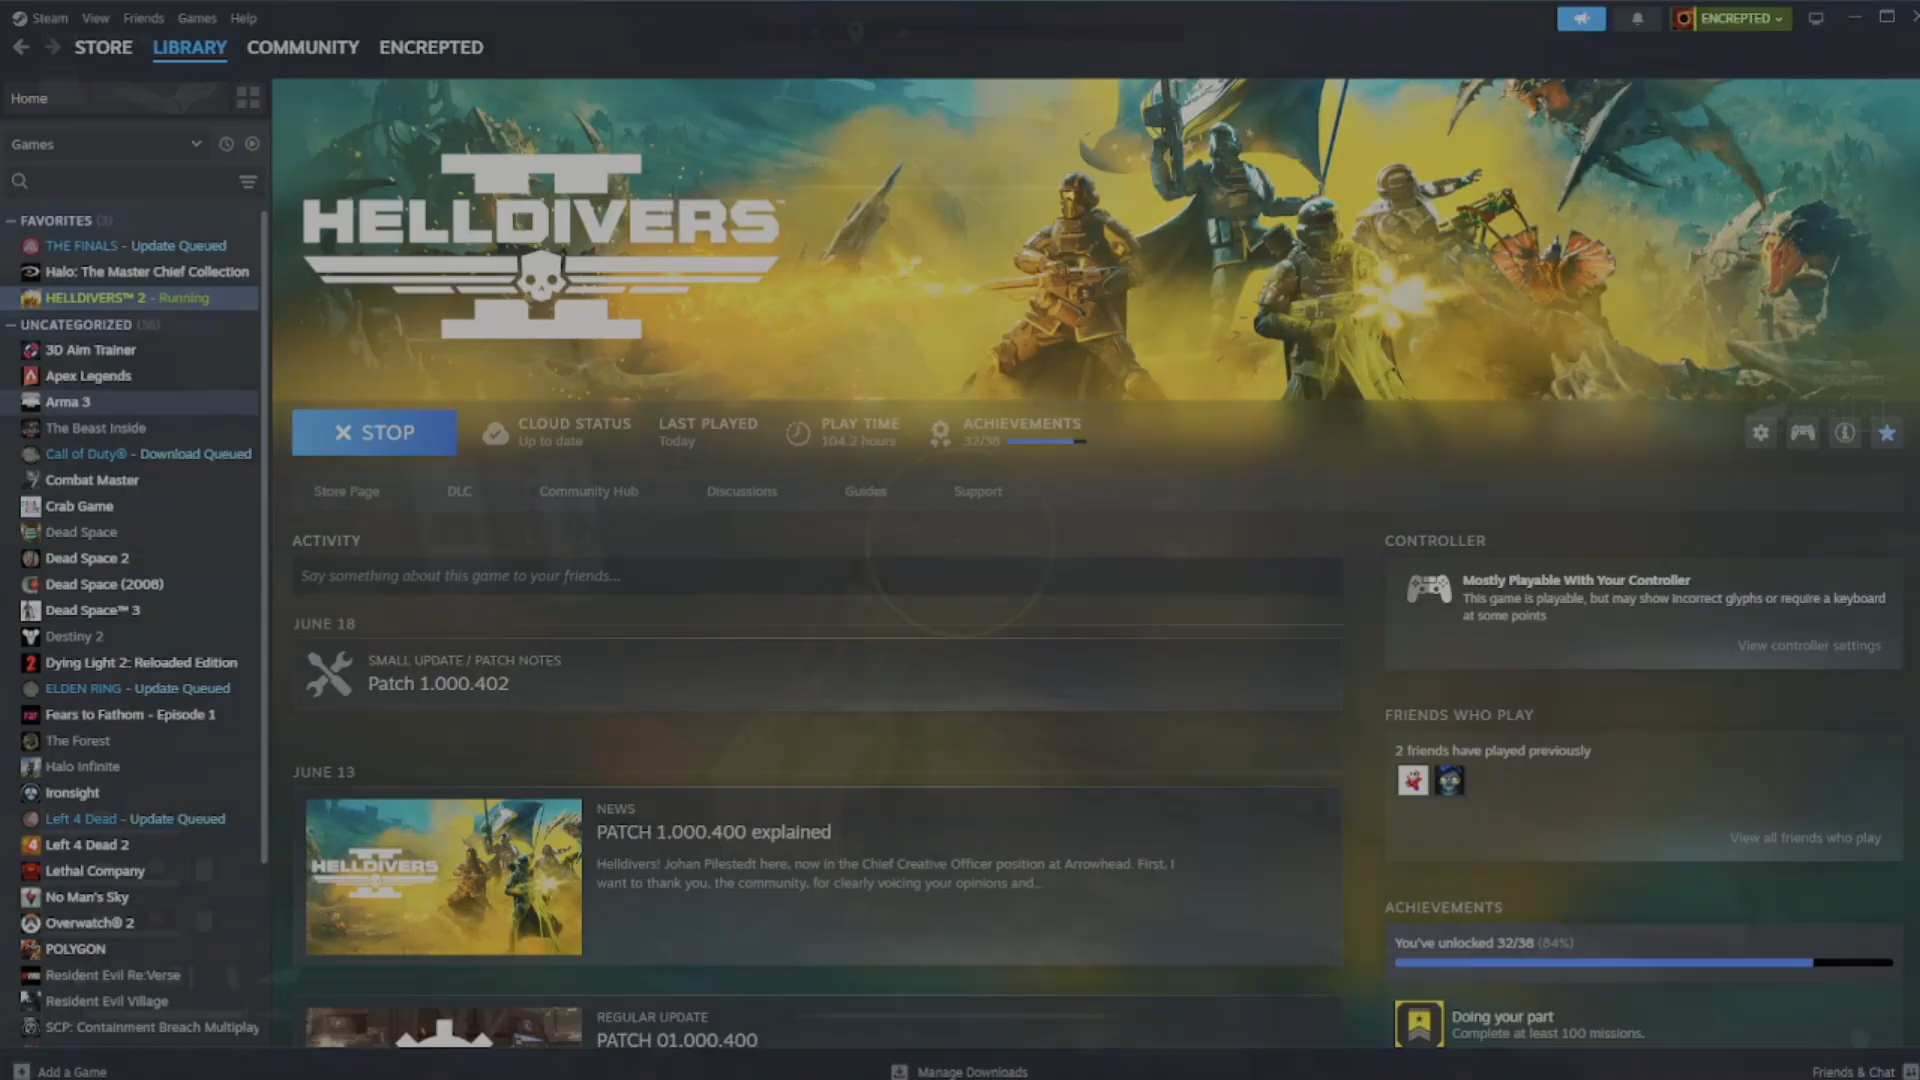 Steam View Friends Games Help
ENCREPTED
STORE LIBRARY COMMUNITY ENCREPTED
Home
Games
FAVORITES (3)
THE FINALS - Update Queued
Halo: The Master Chief Collection
HELLDIVERS™ 2 - Running
UNCATEGORIZED (36)
3D Aim Trainer
Apex Legends
Arma 3
The Beast Inside
Call of Duty® - Download Queued
Combat Master
Crab Game
Dead Space
Dead Space 2
Dead Space (2008)
Dead Space™ 3
Destiny 2
Dying Light 2: Reloaded Edition
ELDEN RING - Update Queued
Fears to Fathom - Episode 1
The Forest
Halo Infinite
Ironsight
Left 4 Dead - Update Queued
Left 4 Dead 2
Lethal Company
No Man's Sky
Overwatch® 2
POLYGON
Resident Evil Re:Verse
Resident Evil Village
SCP: Containment Breach Multiplay
Add a Game
HELLDIVERS
II
STOP
CLOUD STATUS
Up to date
LAST PLAYED
Today
PLAY TIME
104.2 hours
ACHIEVEMENTS
32/38
Store Page DLC Community Hub Discussions Guides Support
ACTIVITY
Say something about this game to your friends...
JUNE 18
SMALL UPDATE / PATCH NOTES
Patch 1.000.402
JUNE 13
HELLDIVERS
II
NEWS
PATCH 1.000.400 explained
Helldivers! Johan Pilestedt here, now in the Chief Creative Officer position at Arrowhead. First, I
want to thank you, the community, for clearly voicing your opinions and...
REGULAR UPDATE
PATCH 01.000.400
CONTROLLER
Mostly Playable With Your Controller
This game is playable, but may show incorrect glyphs or require a keyboard
at some points
View controller settings
FRIENDS WHO PLAY
2 friends have played previously
View all friends who play
ACHIEVEMENTS
You've unlocked 32/38 (84%)
Doing your part
Complete at least 100 missions.
Manage Downloads
Friends & Chat